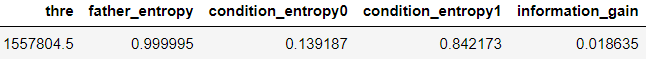 thre father_entropy condition_entropy0 condition_entropy1 information_gain
1557804.5 0.999995 0.139187 0.842173 0.018635